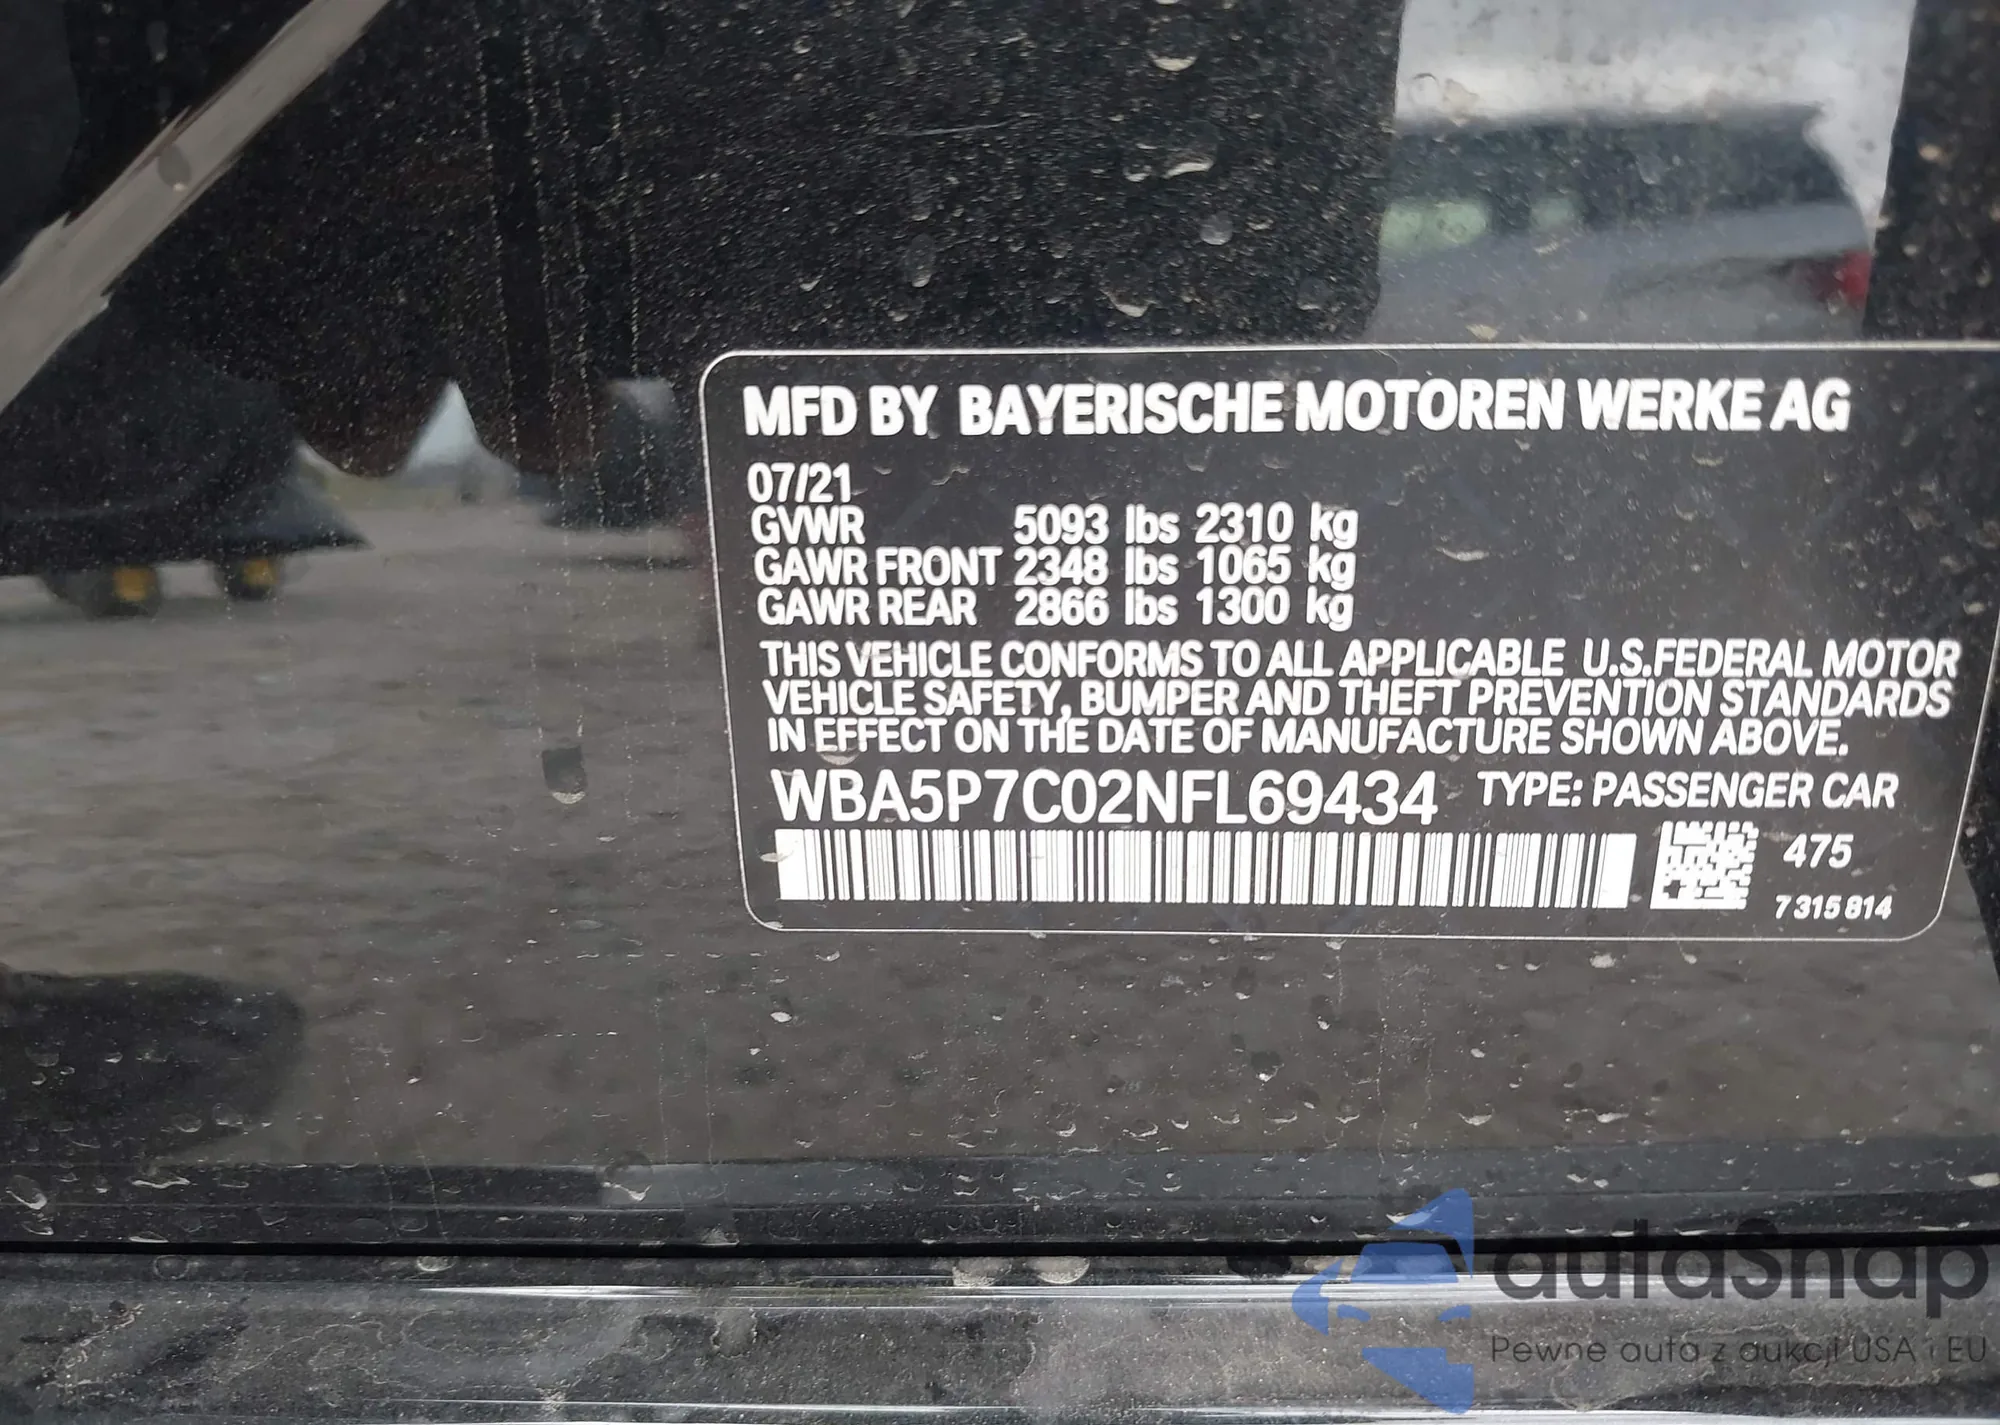 MFD BY BAYERISCHE MOTOREN WERKE AG
07/21
GVWR 5093 lbs 2310 kg
GAWR FRONT 2348 lbs 1065 kg
GAWR REAR 2866 lbs 1300 kg
THIS VEHICLE CONFORMS TO ALL APPLICABLE U.S.FEDERAL MOTOR
VEHICLE SAFETY, BUMPER AND THEFT PREVENTION STANDARDS
IN EFFECT ON THE DATE OF MANUFACTURE SHOWN ABOVE.
WBA5P7C02NFL69434 TYPE: PASSENGER CAR
475
7 315 814
autaSnap
Pewne auta z aukcji USA i EU